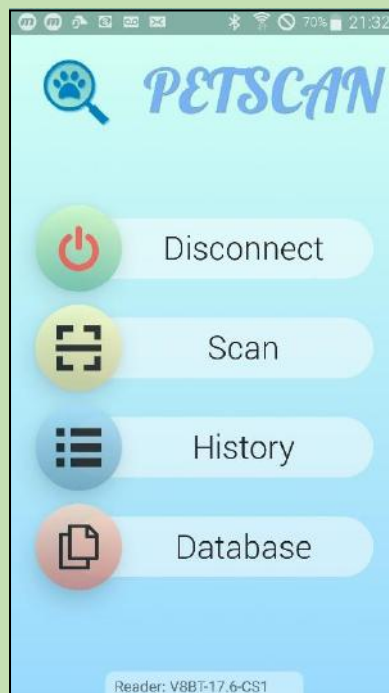 70% 21:32
PETSCAN
Disconnect
Scan
History
Database
Reader: V8BT-17.6-CS1